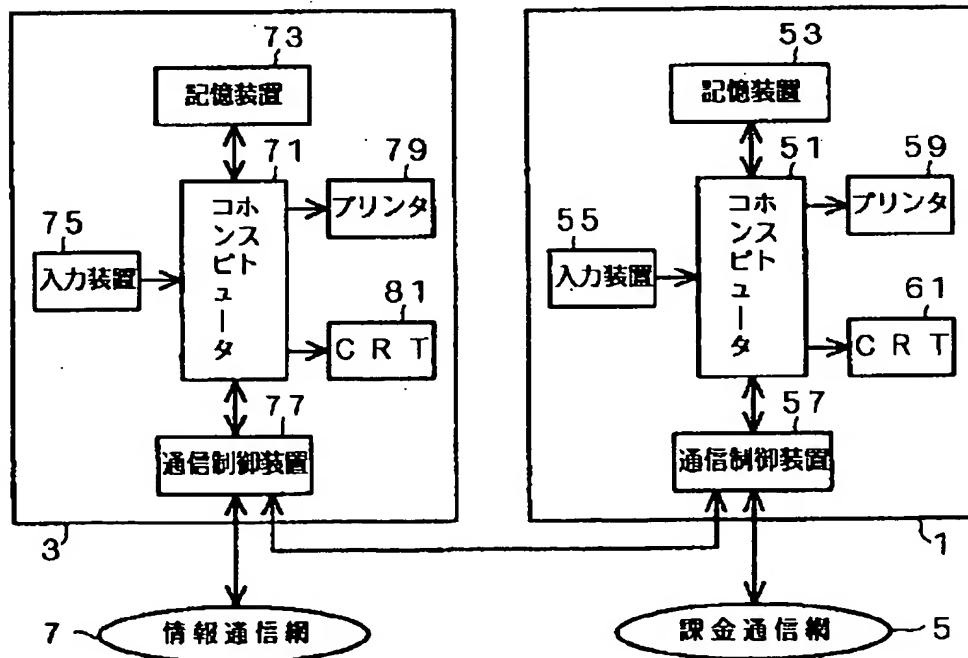 73
記憶装置
71
ホスト
コンピュータ
79
プリンタ
75
入力装置
81
CRT
77
通信制御装置
3
7
情報通信網
53
記憶装置
51
ホスト
コンピュータ
59
プリンタ
55
入力装置
61
CRT
57
通信制御装置
1
課金通信網
5